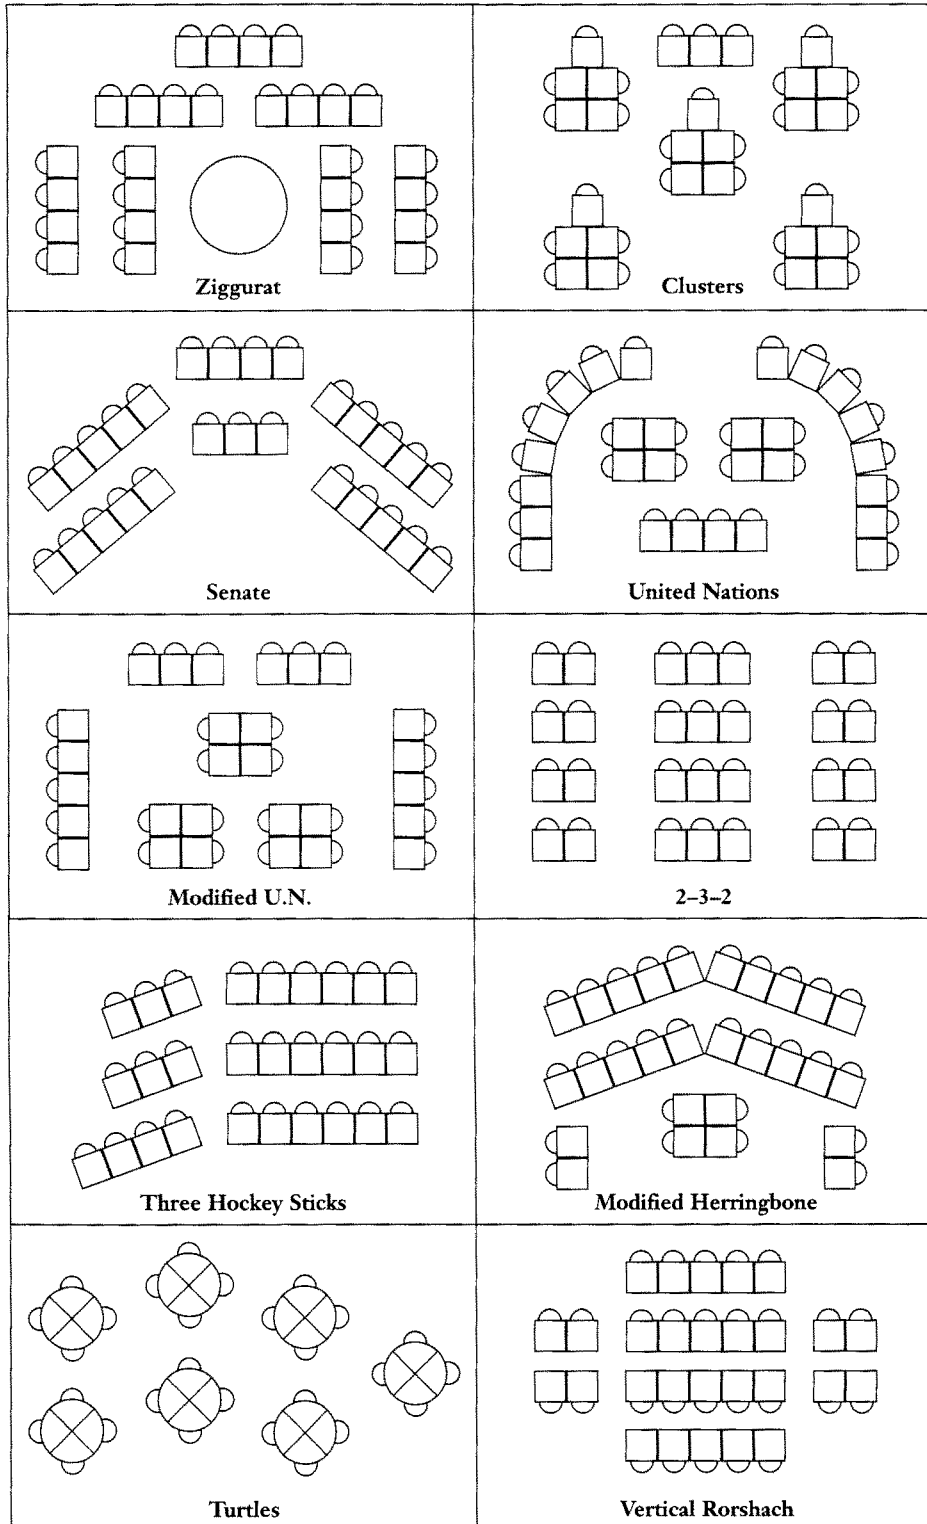 Ziggurat
Clusters
Senate
United Nations
Modified U.N.
2–3–2
Three Hockey Sticks
Modified Herringbone
Turtles
Vertical Rorshach